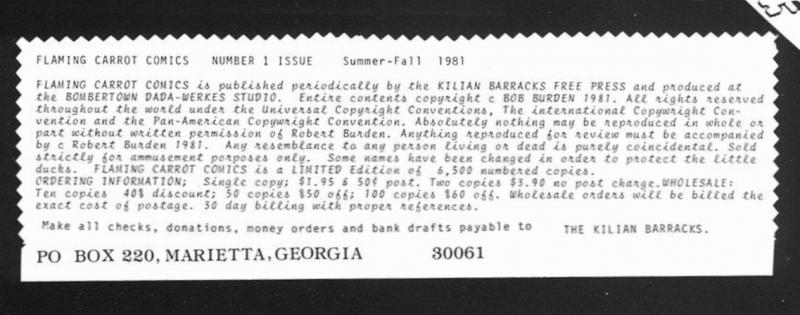 FLAMING CARROT COMICS NUMBER 1 ISSUE Summer-Fall 1981
FLAMING CARROT COMICS is published periodically by the KILIAN BARRACKS FREE PRESS and produced at
the BOMBERTOWN DADA-WERKES STUDIO. Entire contents copyright c BOB BURDEN 1981. All rights reserved
throughout the world under the Universal Copyright Conventions, The international Copywright Con-
vention and the Pan-American Copywright Convention. Absolutely nothing may be reproduced in whole or
part without written permission of Robert Burden. Anything reproduced for review must be accompanied
by c Robert Burden 1981. Any resemblance to any person living or dead is purely coincidental. Sold
strictly for ammusement porposes only. Some names have been changed in order to protect the little
ducks. FLAMING CARROT COMICS is a LIMITED Edition of 6,500 numbered copies.
ORDERING INFORMATION; Single copy; $1.95 & 50¢ post. Two copies $3.90 no post charge.WHOLESALE:
Ten copies 40% discount; 50 copies %50 off; 100 copies %60 off. Wholesale orders will be billed the
exact cost of postage. 30 day billing with proper references.
Make all checks, donations, money orders and bank drafts payable to THE KILIAN BARRACKS.
PO BOX 220, MARIETTA, GEORGIA 30061